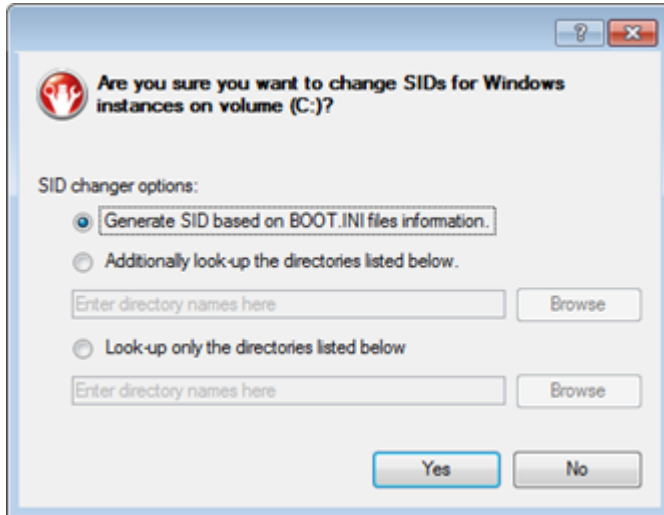 ?
Are you sure you want to change SIDs for Windows
instances on volume (C:)?
SID changer options:
Generate SID based on BOOT.INI files information.
Additionally look-up the directories listed below.
Enter directory names here
Browse
Look-up only the directories listed below
Enter directory names here
Browse
Yes
No